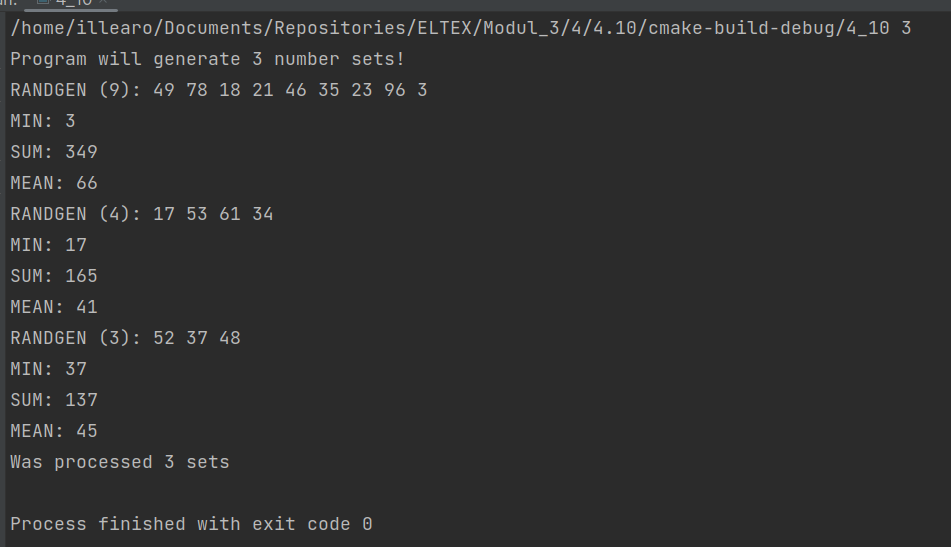 4_10
/home/illearo/Documents/Repositories/ELTEX/Modul_3/4/4.10/cmake-build-debug/4_10 3
Program will generate 3 number sets!
RANDGEN (9): 49 78 18 21 46 35 23 96 3
MIN: 3
SUM: 349
MEAN: 66
RANDGEN (4): 17 53 61 34
MIN: 17
SUM: 165
MEAN: 41
RANDGEN (3): 52 37 48
MIN: 37
SUM: 137
MEAN: 45
Was processed 3 sets
Process finished with exit code 0